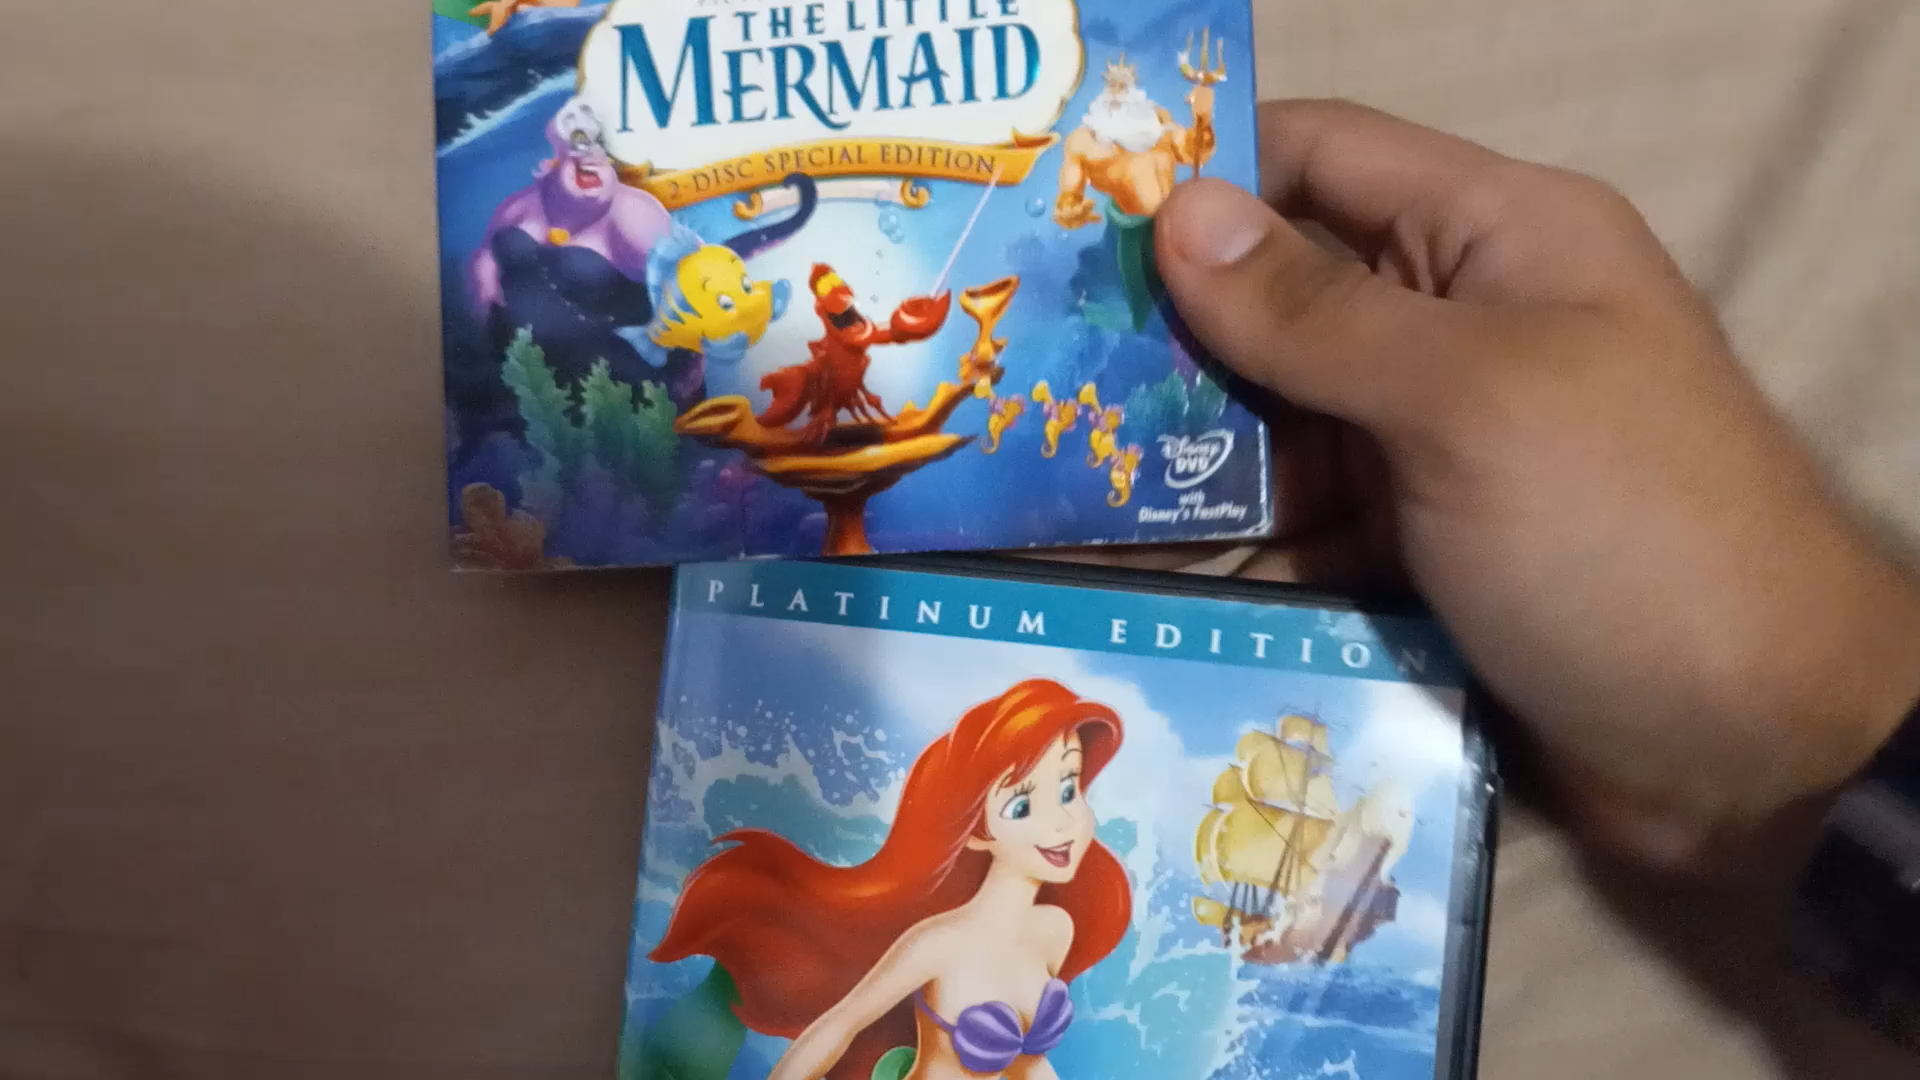 THE LITTLE
MERMAID
2-DISC SPECIAL EDITION
Disney
DVD
with
Disney's FastPlay
PLATINUM EDITION